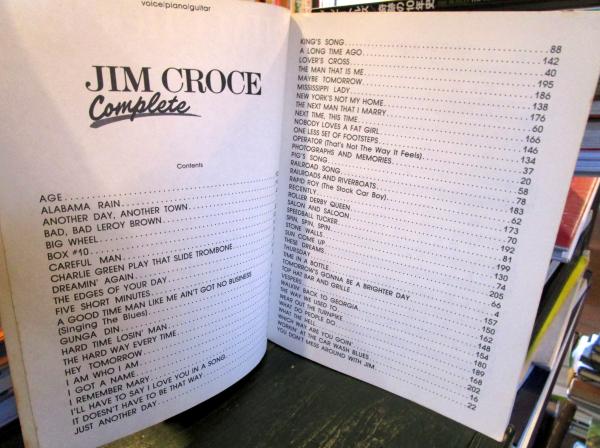 voice/piano/guitar
JIM CROCE
Complete
Contents
AGE
ALABAMA RAIN
ANOTHER DAY, ANOTHER TOWN
BAD, BAD LEROY BROWN
BIG WHEEL
BOX #10
CAREFUL MAN
CHARLIE GREEN PLAY THAT SLIDE TROMBONE
DREAMIN' AGAIN
THE EDGES OF YOUR DAY
FIVE SHORT MINUTES
A GOOD TIME MAN LIKE ME AIN'T GOT NO BUSINESS
(Singing The Blues)
GUNGA DIN
HARD TIME LOSIN' MAN
THE HARD WAY EVERY TIME
HEY TOMORROW
I AM WHO I AM
I GOT A NAME
I REMEMBER MARY
I'LL HAVE TO SAY I LOVE YOU IN A SONG
IT DOESN'T HAVE TO BE THAT WAY
JUST ANOTHER DAY
KING'S SONG 88
A LONG TIME AGO 142
LOVER'S CROSS 40
THE MAN THAT IS ME 195
MAYBE TOMORROW 186
MISSISSIPPI LADY 138
NEW YORK'S NOT MY HOME 176
THE NEXT MAN THAT I MARRY 60
NEXT TIME, THIS TIME 166
NOBODY LOVES A FAT GIRL 146
ONE LESS SET OF FOOTSTEPS 134
OPERATOR (That's Not The Way It Feels) 37
PHOTOGRAPHS AND MEMORIES 20
PIG'S SONG 58
RAILROAD SONG 78
RAILROADS AND RIVERBOATS 183
RAPID ROY (The Stock Car Boy) 62
RECENTLY 173
ROLLER DERBY QUEEN 70
SALON AND SALOON 192
SPEEDBALL TUCKER 81
SPIN, SPIN, SPIN 199
STONE WALLS 130
SUN COME UP 74
THESE DREAMS 205
THURSDAY 66
TIME IN A BOTTLE 4
TOMORROW'S GONNA BE A BRIGHTER DAY 157
TOP HAT BAR AND GRILLE 150
VESPERS 162
WALKIN' BACK TO GEORGIA 148
THE WAY WE USED TO 154
WEAR OUT THE TURNPIKE 180
WHAT DO PEOPLE DO 189
WHAT THE HELL 168
WHICH WAY ARE YOU GOIN' 202
WORKIN' AT THE CAR WASH BLUES 16
YOU DON'T MESS AROUND WITH JIM 22